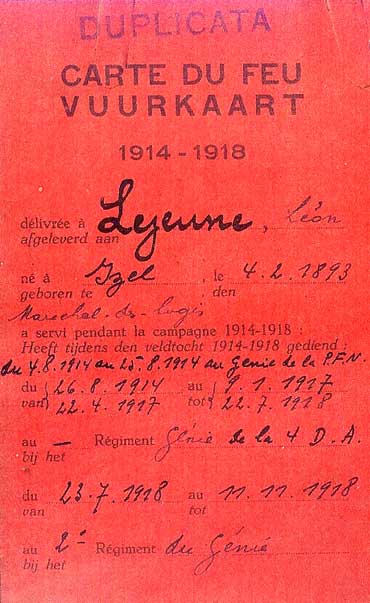 DUPLICATA
CARTE DU FEU
VUURKAART
1914 - 1918
délivrée à Lejeune, Léon
afgeleverd aan
né à Izel, le 4.2.1893
geboren te den
Marechal-des-logis
a servi pendant la campagne 1914-1918 :
Heeft tijdens den veldtocht 1914-1918 gediend :
du 4.8.1914 au 25-8.1914 au Genie de la P.F.N.
du 26.8.1914 au 9.1.1917
van 22.4.1917 tot 22.7.1918
au — Régiment Génie de la 4 D.A.
bij het
du 23.7.1918 au 11.11.1918
van tot
au 2e Régiment du Génie
bij het